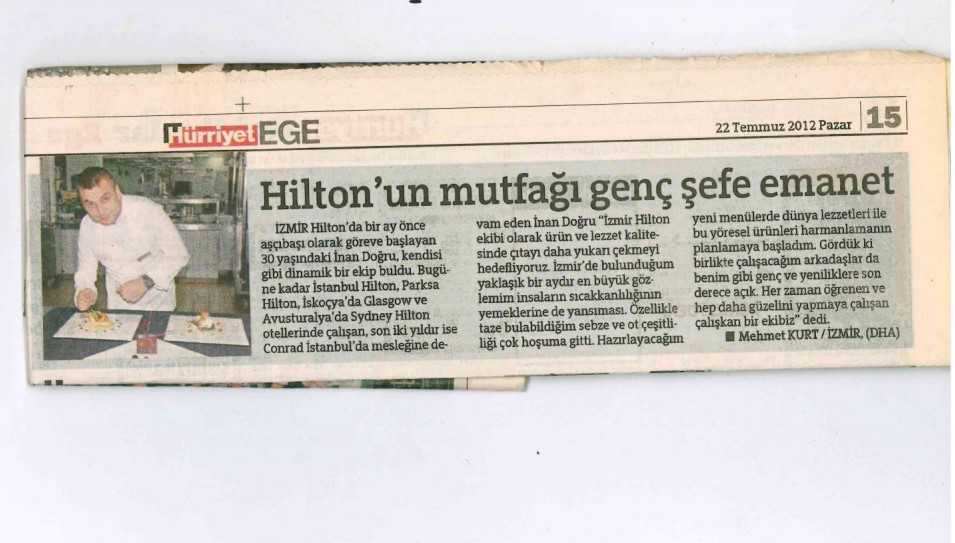 Hürriyet EGE
22 Temmuz 2012 Pazar 15
Hilton'un mutfağı genç şefe emanet
İZMİR Hilton'da bir ay önce
aşçıbaşı olarak göreve başlayan
30 yaşındaki İnan Doğru, kendisi
gibi dinamik bir ekip buldu. Bugü-
ne kadar İstanbul Hilton, Parksa
Hilton, İskoçya'da Glasgow ve
Avusturalya'da Sydney Hilton
otellerinde çalışan, son iki yıldır ise
Conrad İstanbul'da mesleğine de-
vam eden İnan Doğru "İzmir Hilton
ekibi olarak ürün ve lezzet kalite-
sinde çıtayı daha yukarı çekmeyi
hedefliyoruz. İzmir'de bulunduğum
yaklaşık bir aydır en büyük göz-
lemim insaların sıcakkanlılığının
yemeklerine de yansıması. Özellikle
taze bulabildiğim sebze ve ot çeşitli-
liği çok hoşuma gitti. Hazırlayacağım
yeni menülerde dünya lezzetleri ile
bu yöresel ürünleri harmanlamanın
planlamaya başladım. Gördük ki
birlikte çalışacağım arkadaşlar da
benim gibi genç ve yeniliklere son
derece açık. Her zaman öğrenen ve
hep daha güzelini yapmaya çalışan
çalışkan bir ekibiz" dedi.
■ Mehmet KURT / İZMİR, (DHA)